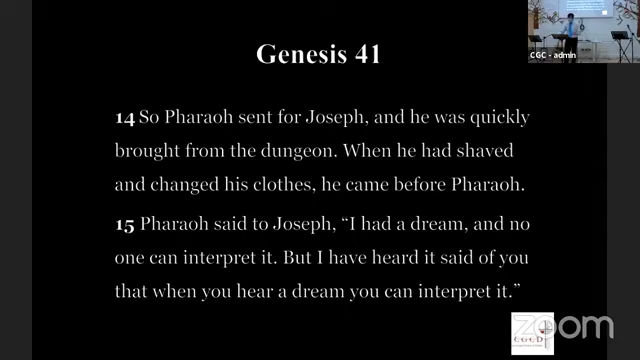 Genesis 41
14 So Pharaoh sent for Joseph, and he was quickly
brought from the dungeon. When he had shaved
and changed his clothes, he came before Pharaoh.
15 Pharaoh said to Joseph, “I had a dream, and no
one can interpret it. But I have heard it said of you
that when you hear a dream you can interpret it.”
CGC - admin
CGCD
zoom